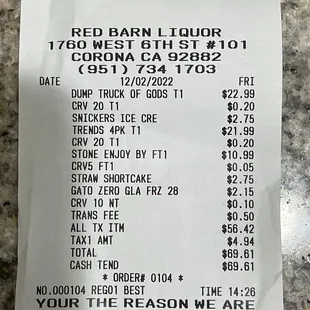 RED BARN LIQUOR
1760 WEST 6TH ST #101
CORONA CA 92882
(951) 734 1703
DATE 12/02/2022 FRI
DUMP TRUCK OF GODS T1 $22.99
CRV 20 T1 $0.20
SNICKERS ICE CRE $2.75
TRENDS 4PK T1 $21.99
CRV 20 T1 $0.20
STONE ENJOY BY FT1 $10.99
CRV5 FT1 $0.05
STRAW SHORTCAKE $2.75
GATO ZERO GLA FRZ 28 $2.15
CRV 10 NT $0.10
TRANS FEE $0.50
ALL TX ITM $56.42
TAX1 AMT $4.94
TOTAL $69.61
CASH TEND $69.61
* ORDER# 0104 *
NO.000104 REG01 BEST TIME 14:26
YOUR THE REASON WE ARE